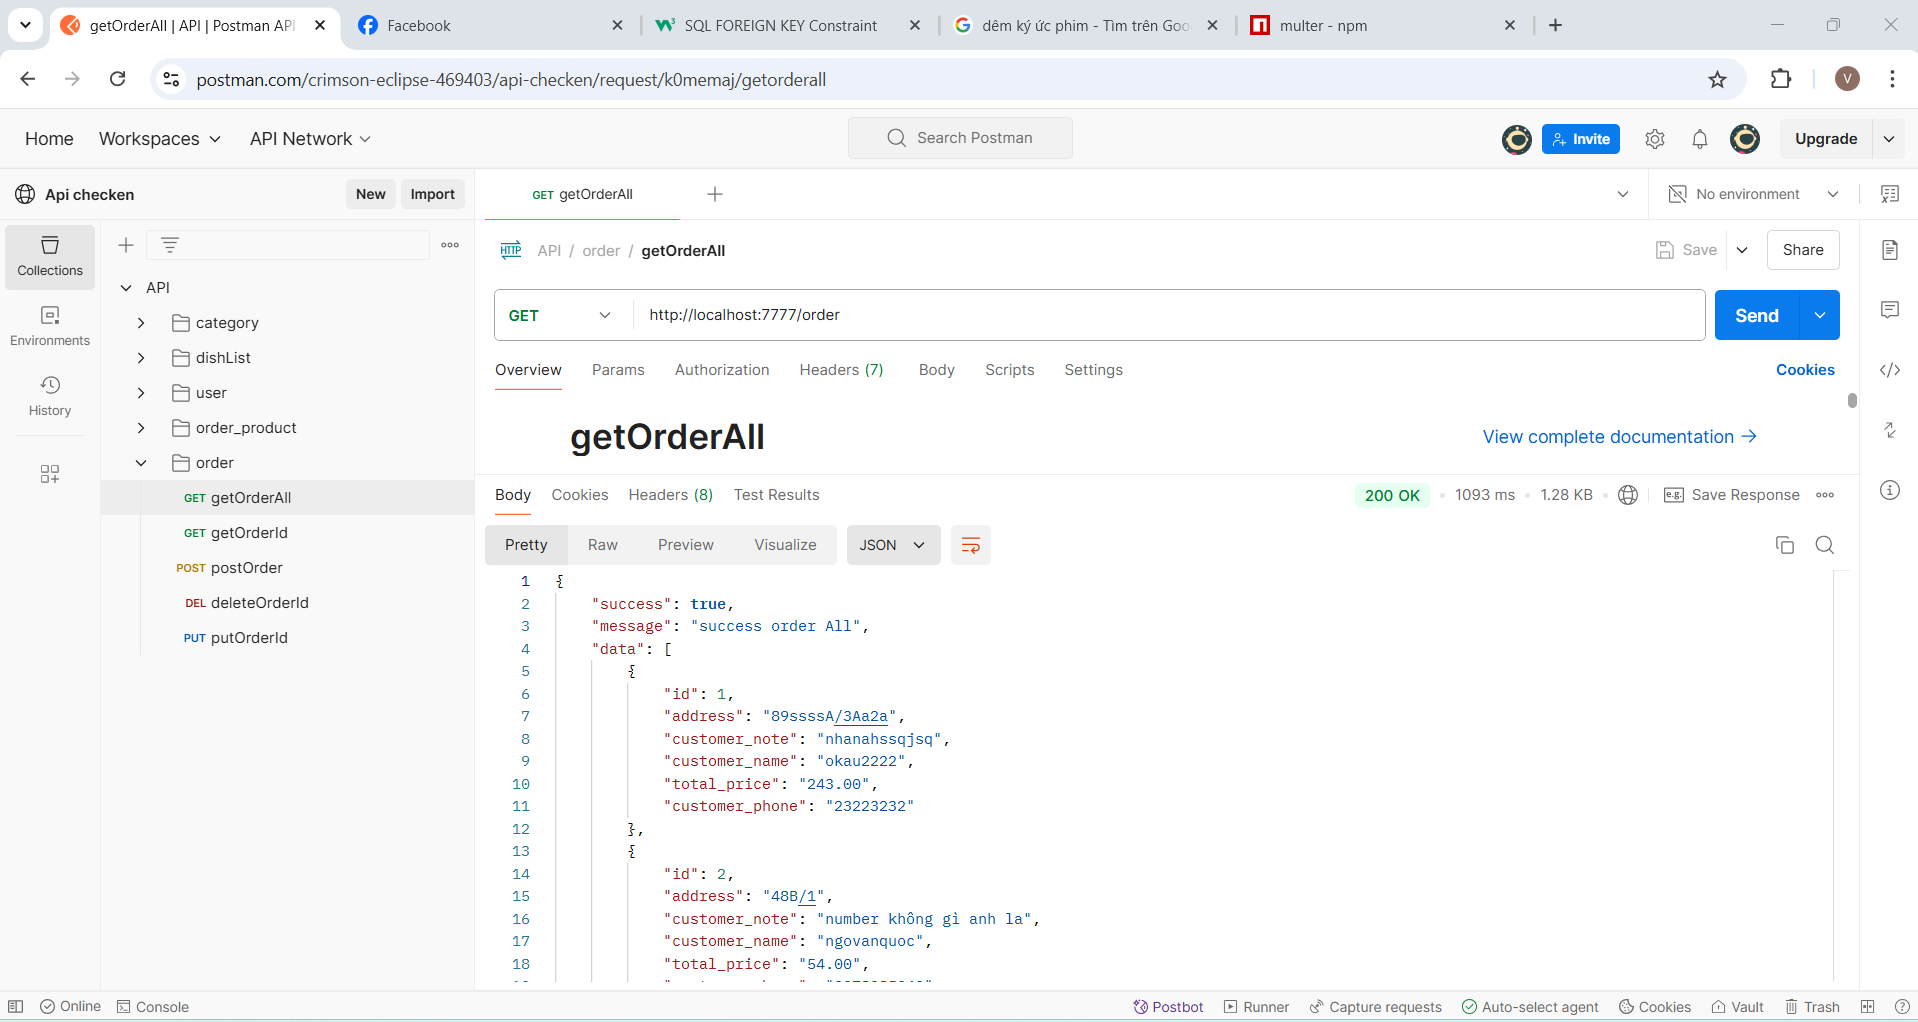 getOrderAll | API | Postman API
Facebook
SQL FOREIGN KEY Constraint
dêm ký ức phim - Tìm trên Goo
multer - npm
postman.com/crimson-eclipse-469403/api-checken/request/k0memaj/getorderall
V
Home
Workspaces
API Network
Search Postman
Invite
Upgrade
Api checken
New
Import
GET getOrderAll
No environment
Collections
Environments
History
API
category
dishList
user
order_product
order
GET getOrderAll
GET getOrderId
POST postOrder
DEL deleteOrderId
PUT putOrderId
HTTP API / order / getOrderAll
Save
Share
GET
http://localhost:7777/order
Send
Overview
Params
Authorization
Headers (7)
Body
Scripts
Settings
Cookies
getOrderAll
View complete documentation →
Body
Cookies
Headers (8)
Test Results
200 OK
1093 ms
1.28 KB
e.g. Save Response
Pretty
Raw
Preview
Visualize
JSON
1 {
2 "success": true,
3 "message": "success order All",
4 "data": [
5 {
6 "id": 1,
7 "address": "89ssssA/3Aa2a",
8 "customer_note": "nhanahssqjsq",
9 "customer_name": "okau2222",
10 "total_price": "243.00",
11 "customer_phone": "23223232"
12 },
13 {
14 "id": 2,
15 "address": "48B/1",
16 "customer_note": "number không gì anh la",
17 "customer_name": "ngovanquoc",
18 "total_price": "54.00",
Online
Console
Postbot
Runner
Capture requests
Auto-select agent
Cookies
Vault
Trash